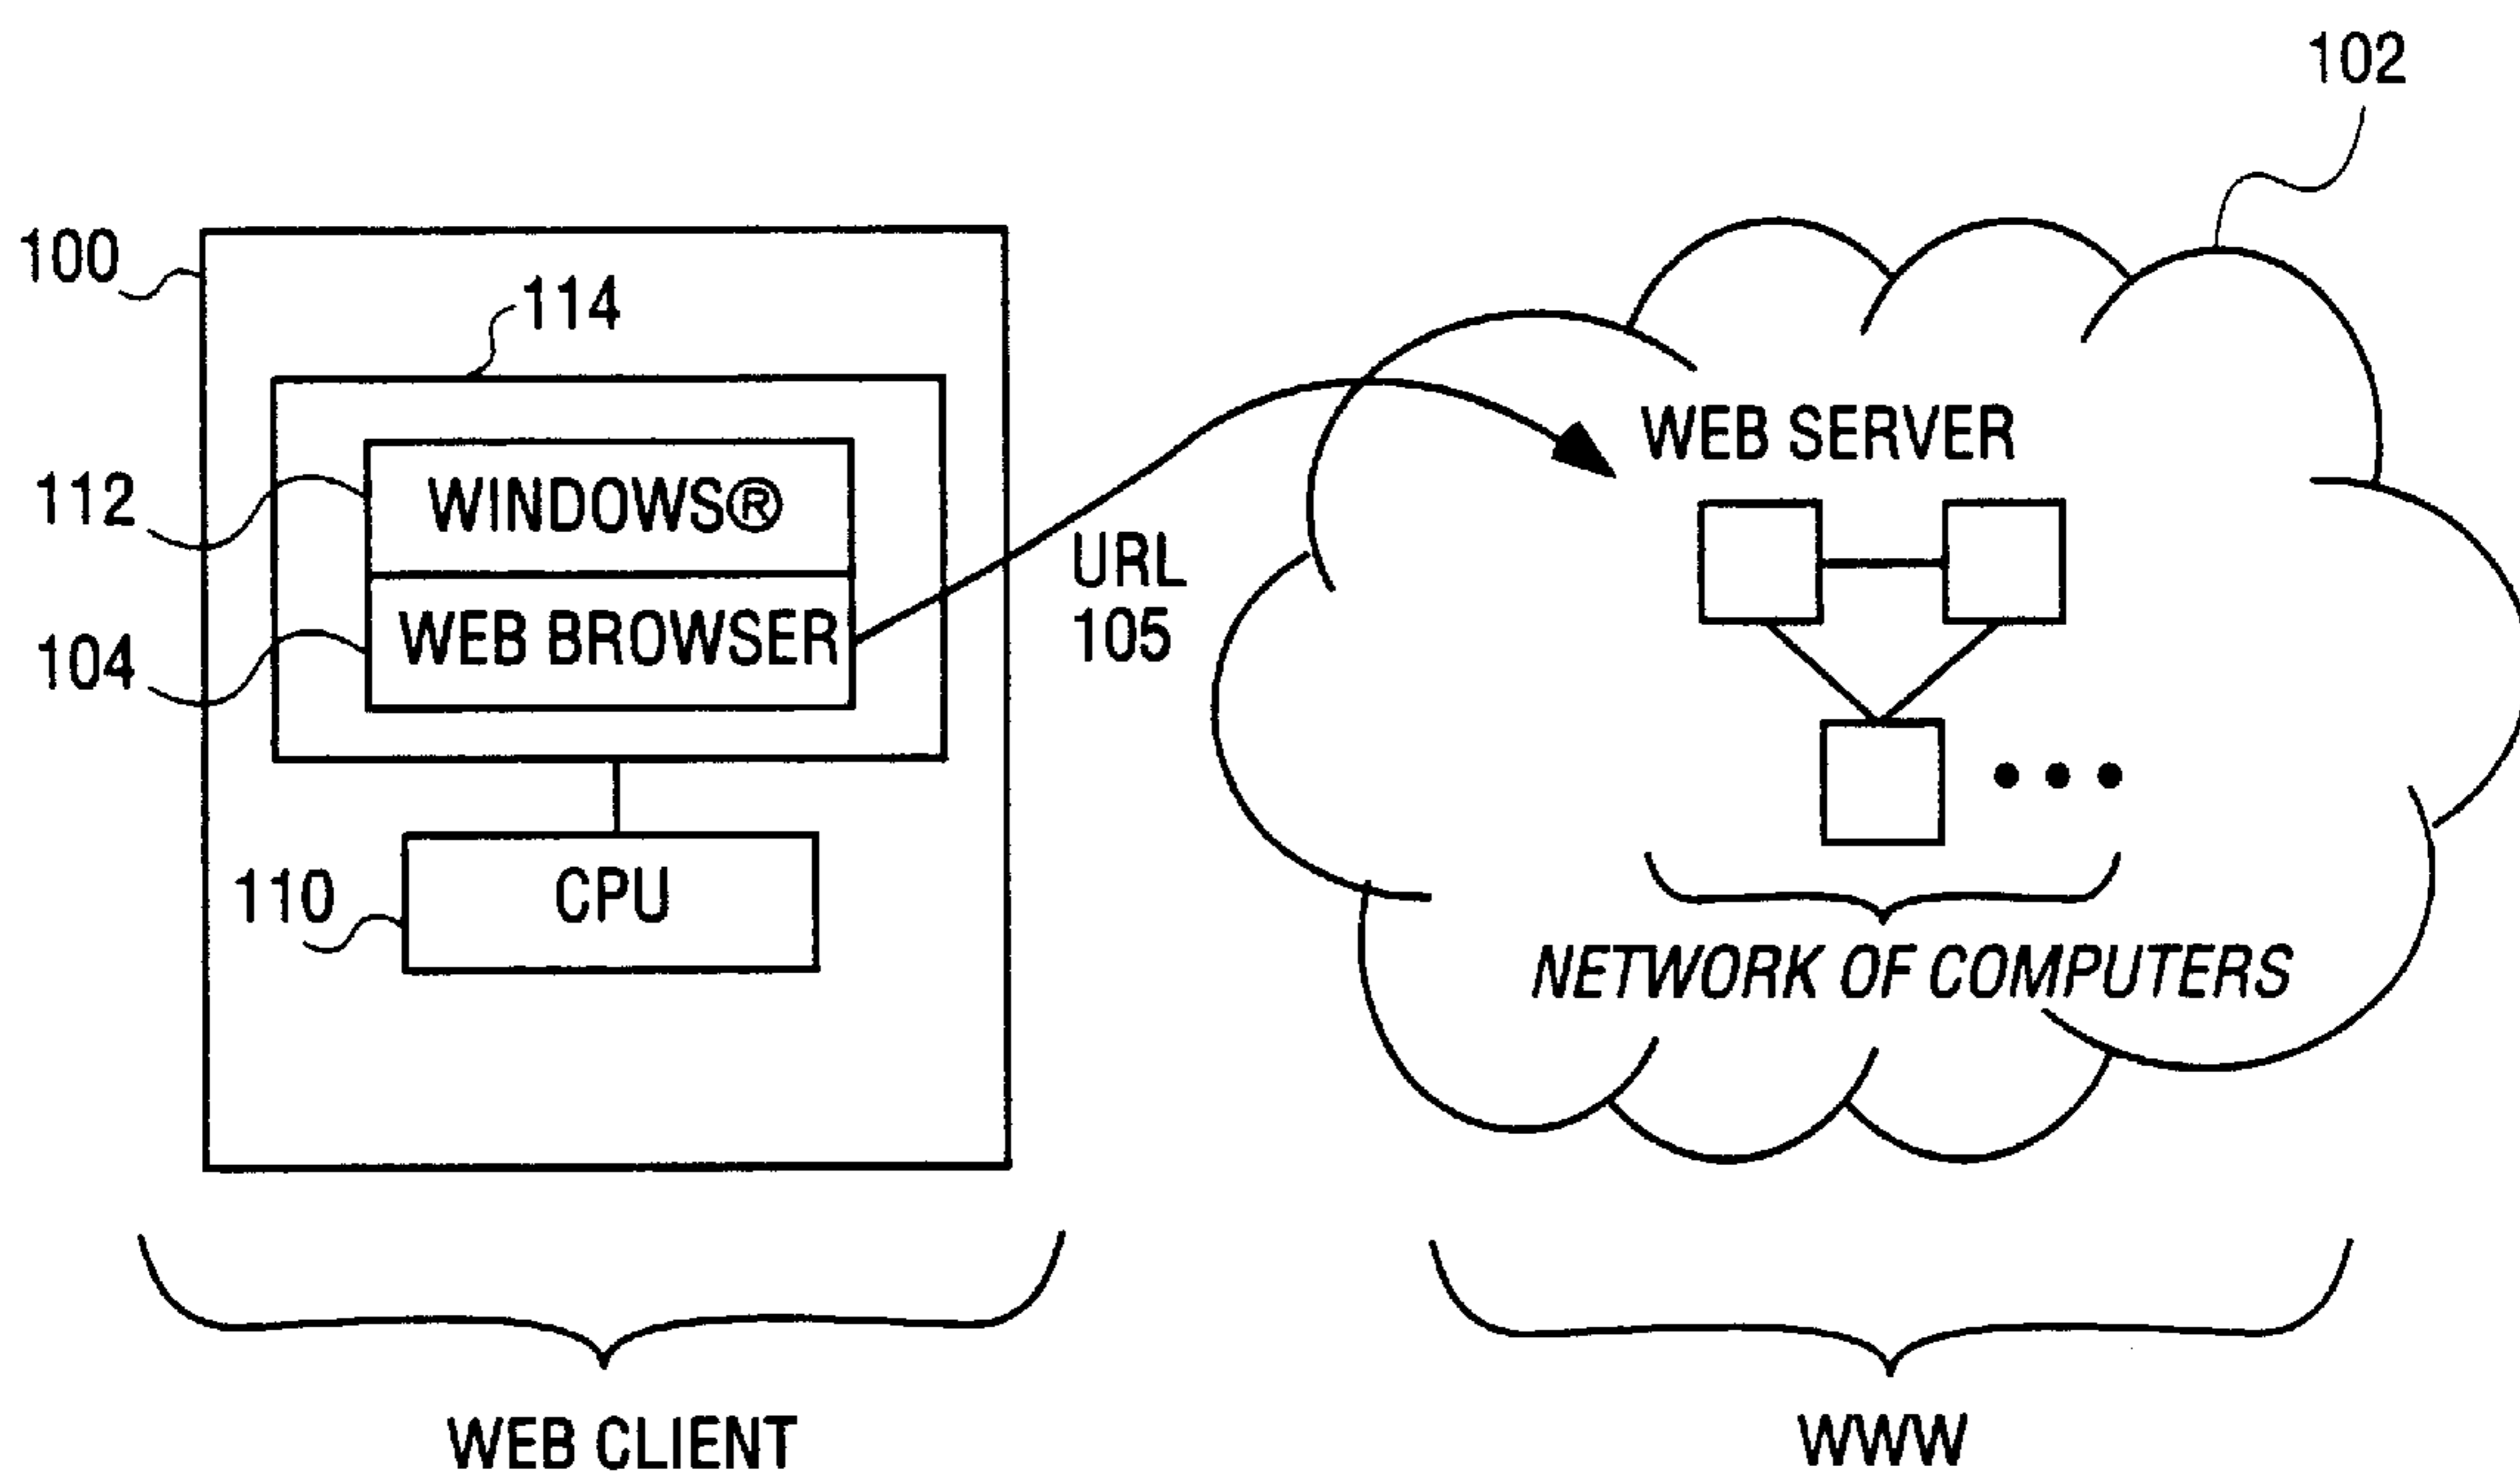 102
100
114
112
WINDOWS®
WEB SERVER
URL
105
104
WEB BROWSER
110
CPU
NETWORK OF COMPUTERS
WEB CLIENT
WWW